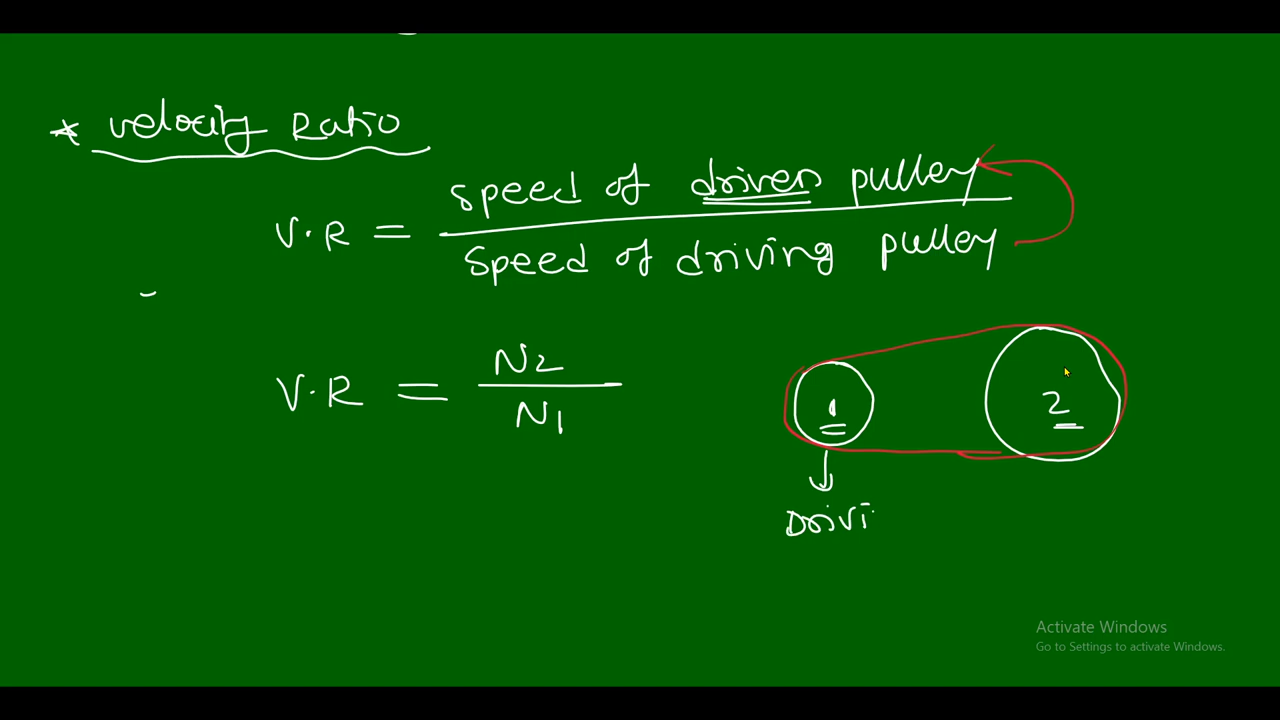 * velocity Ratio
V.R = speed of driven pulley
speed of driving pulley
V.R = N2
N1
1
2
Drivi
Activate Windows
Go to Settings to activate Windows.